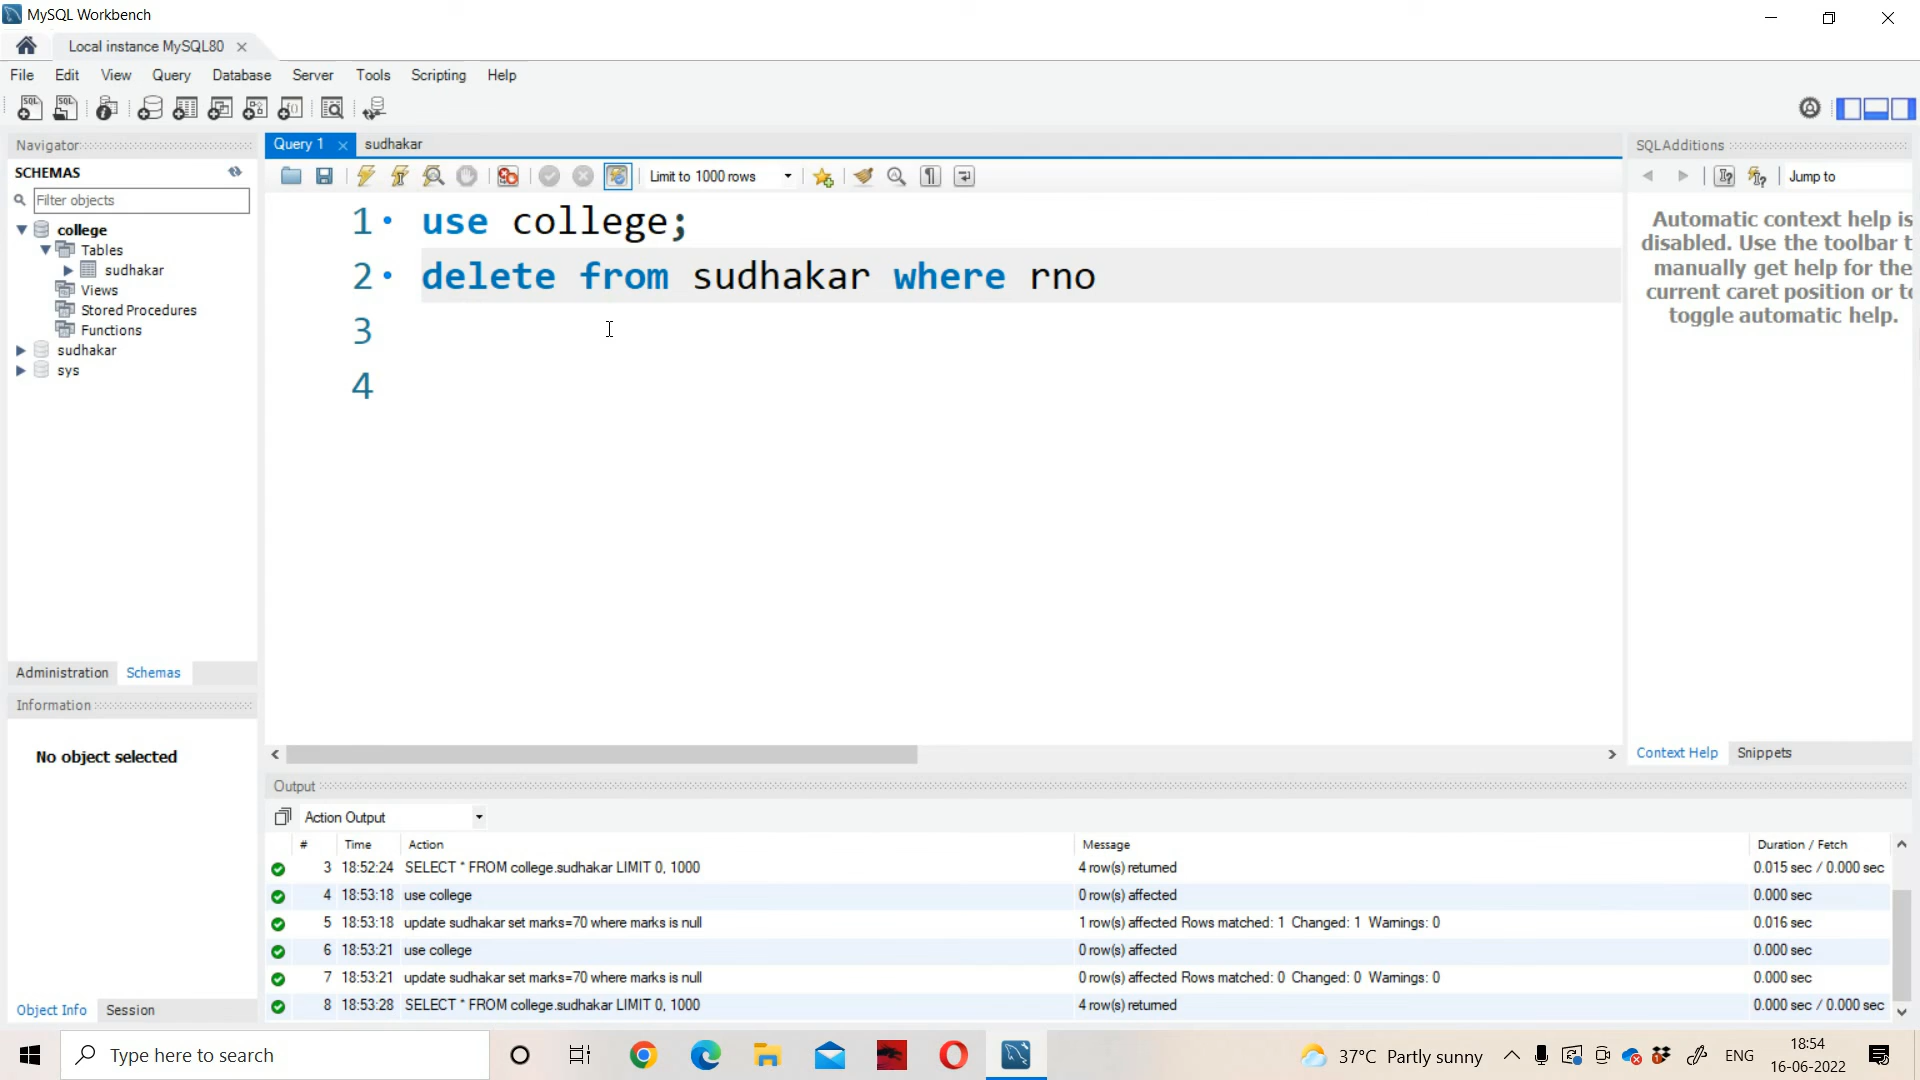 MySQL Workbench
Local instance MySQL80
File Edit View Query Database Server Tools Scripting Help
Navigator
SCHEMAS
Filter objects
college
Tables
sudhakar
Views
Stored Procedures
Functions
sudhakar
sys
Administration Schemas
Information
No object selected
Object Info Session
Query 1 sudhakar
Limit to 1000 rows
1 use college;
2 delete from sudhakar where rno
3
4
SQLAdditions
Jump to
Automatic context help is
disabled. Use the toolbar t
manually get help for the
current caret position or to
toggle automatic help.
Context Help Snippets
Output
Action Output
# Time Action Message Duration / Fetch
3 18:52:24 SELECT * FROM college.sudhakar LIMIT 0, 1000 4 row(s) returned 0.015 sec / 0.000 sec
4 18:53:18 use college 0 row(s) affected 0.000 sec
5 18:53:18 update sudhakar set marks=70 where marks is null 1 row(s) affected Rows matched: 1 Changed: 1 Warnings: 0 0.016 sec
6 18:53:21 use college 0 row(s) affected 0.000 sec
7 18:53:21 update sudhakar set marks=70 where marks is null 0 row(s) affected Rows matched: 0 Changed: 0 Warnings: 0 0.000 sec
8 18:53:28 SELECT * FROM college.sudhakar LIMIT 0, 1000 4 row(s) returned 0.000 sec / 0.000 sec
Type here to search
37°C Partly sunny
ENG
18:54
16-06-2022